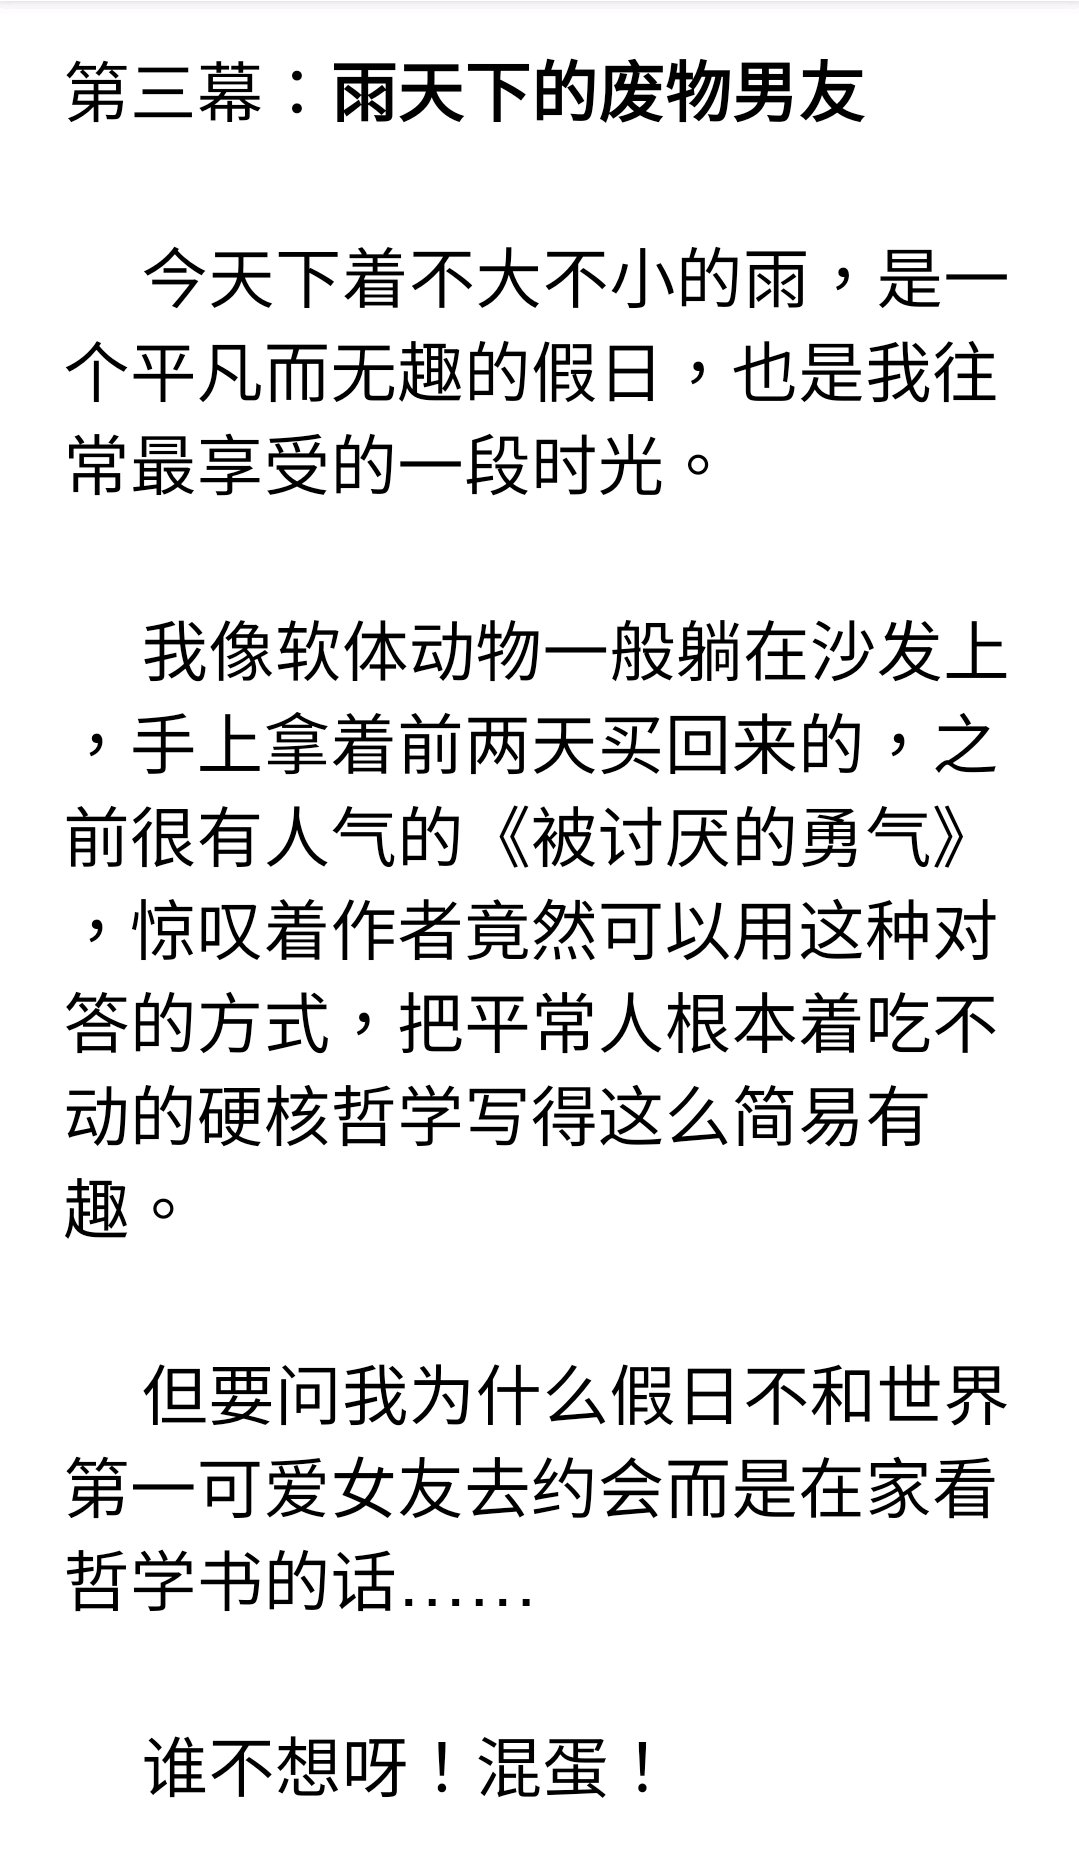 第三幕：雨天下的废物男友
今天下着不大不小的雨，是一
个平凡而无趣的假日，也是我往
常最享受的一段时光。
我像软体动物一般躺在沙发上
，手上拿着前两天买回来的，之
前很有人气的《被讨厌的勇气》
，惊叹着作者竟然可以用这种对
答的方式，把平常人根本着吃不
动的硬核哲学写得这么简易有
趣。
但要问我为什么假日不和世界
第一可爱女友去约会而是在家看
哲学书的话......
谁不想呀！混蛋！